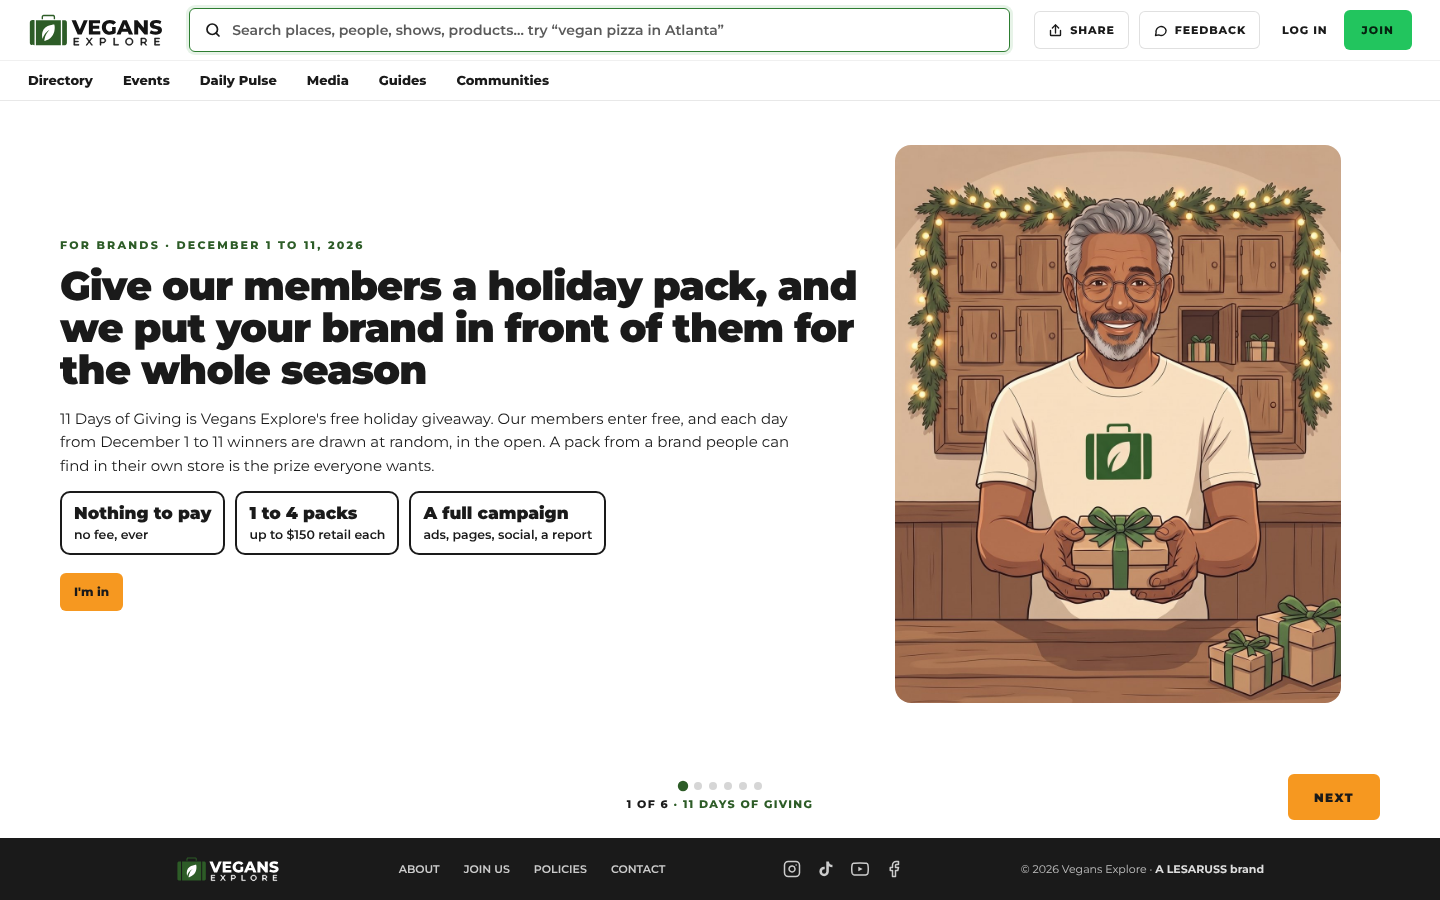 VEGANS
EXPLORE
Search places, people, shows, products... try “vegan pizza in Atlanta”
SHARE
FEEDBACK
LOG IN
JOIN
Directory
Events
Daily Pulse
Media
Guides
Communities
FOR BRANDS · DECEMBER 1 TO 11, 2026
Give our members a holiday pack, and
we put your brand in front of them for
the whole season
11 Days of Giving is Vegans Explore's free holiday giveaway. Our members enter free, and each day
from December 1 to 11 winners are drawn at random, in the open. A pack from a brand people can
find in their own store is the prize everyone wants.
Nothing to pay
no fee, ever
1 to 4 packs
up to $150 retail each
A full campaign
ads, pages, social, a report
I'm in
1 OF 6 · 11 DAYS OF GIVING
NEXT
VEGANS
EXPLORE
ABOUT
JOIN US
POLICIES
CONTACT
© 2026 Vegans Explore · A LESARUSS brand